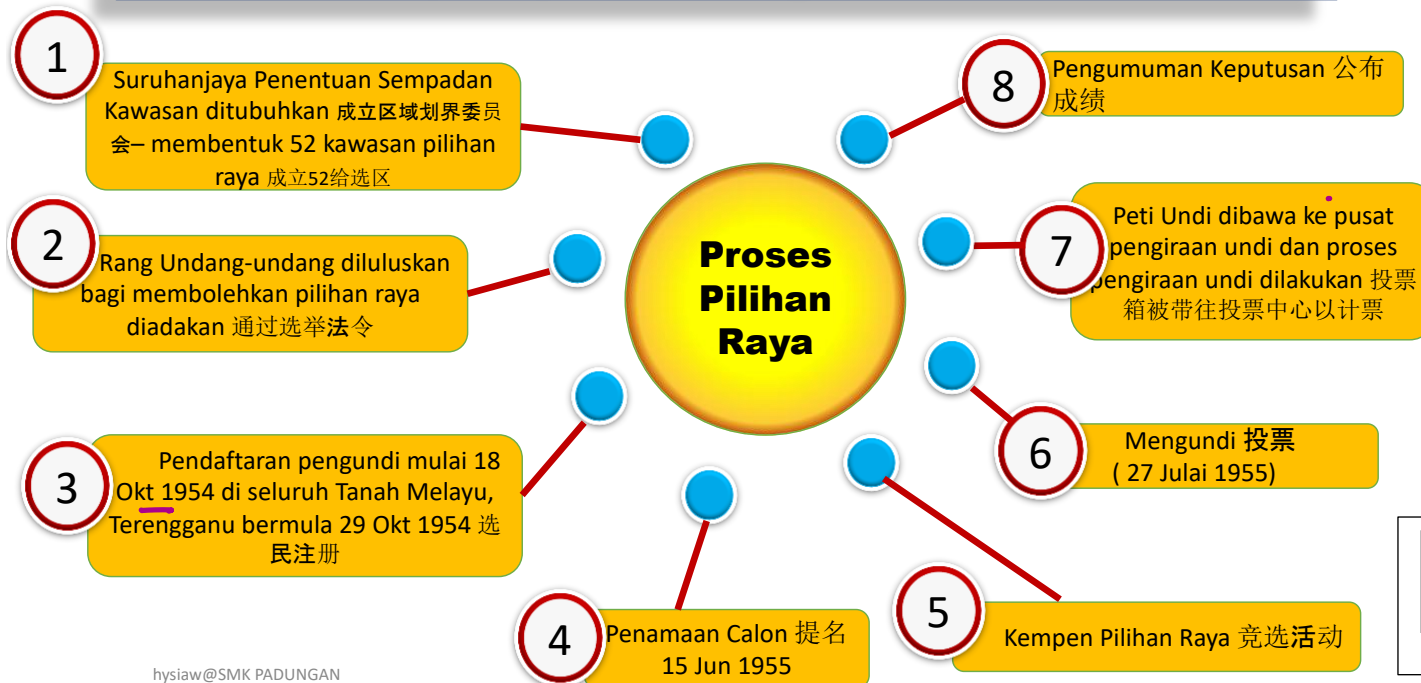 1
Suruhanjaya Penentuan Sempadan
Kawasan ditubuhkan 成立区域划界委员
会– membentuk 52 kawasan pilihan
raya 成立52给选区
2
Rang Undang-undang diluluskan
bagi membolehkan pilihan raya
diadakan 通过选举法令
3
Pendaftaran pengundi mulai 18
Okt 1954 di seluruh Tanah Melayu,
Terengganu bermula 29 Okt 1954 选
民注册
4
Penamaan Calon 提名
15 Jun 1955
5
Kempen Pilihan Raya 竞选活动
6
Mengundi 投票
( 27 Julai 1955)
7
Peti Undi dibawa ke pusat
pengiraan undi dan proses
pengiraan undi dilakukan 投票
箱被带往投票中心以计票
8
Pengumuman Keputusan 公布
成绩
Proses
Pilihan
Raya
hysiaw@SMK PADUNGAN